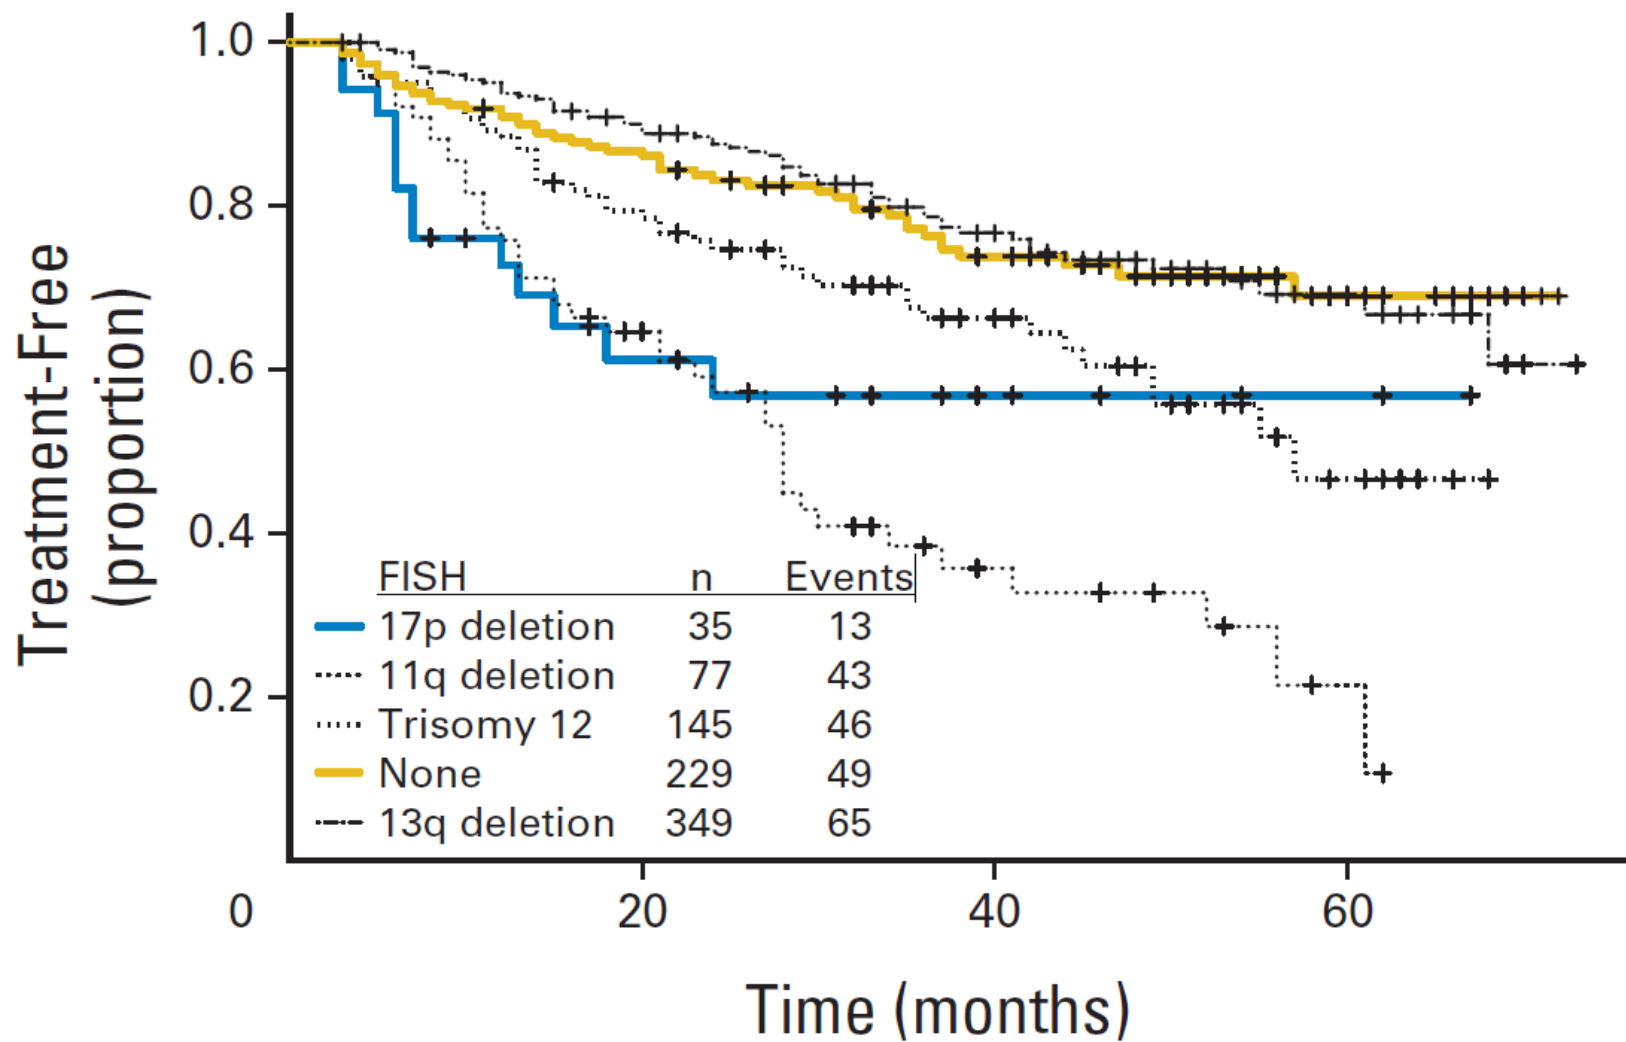 Treatment-Free
(proportion)
1.0
0.8
0.6
0.4
0.2
FISH n Events
17p deletion 35 13
11q deletion 77 43
Trisomy 12 145 46
None 229 49
13q deletion 349 65
0 20 40 60
Time (months)